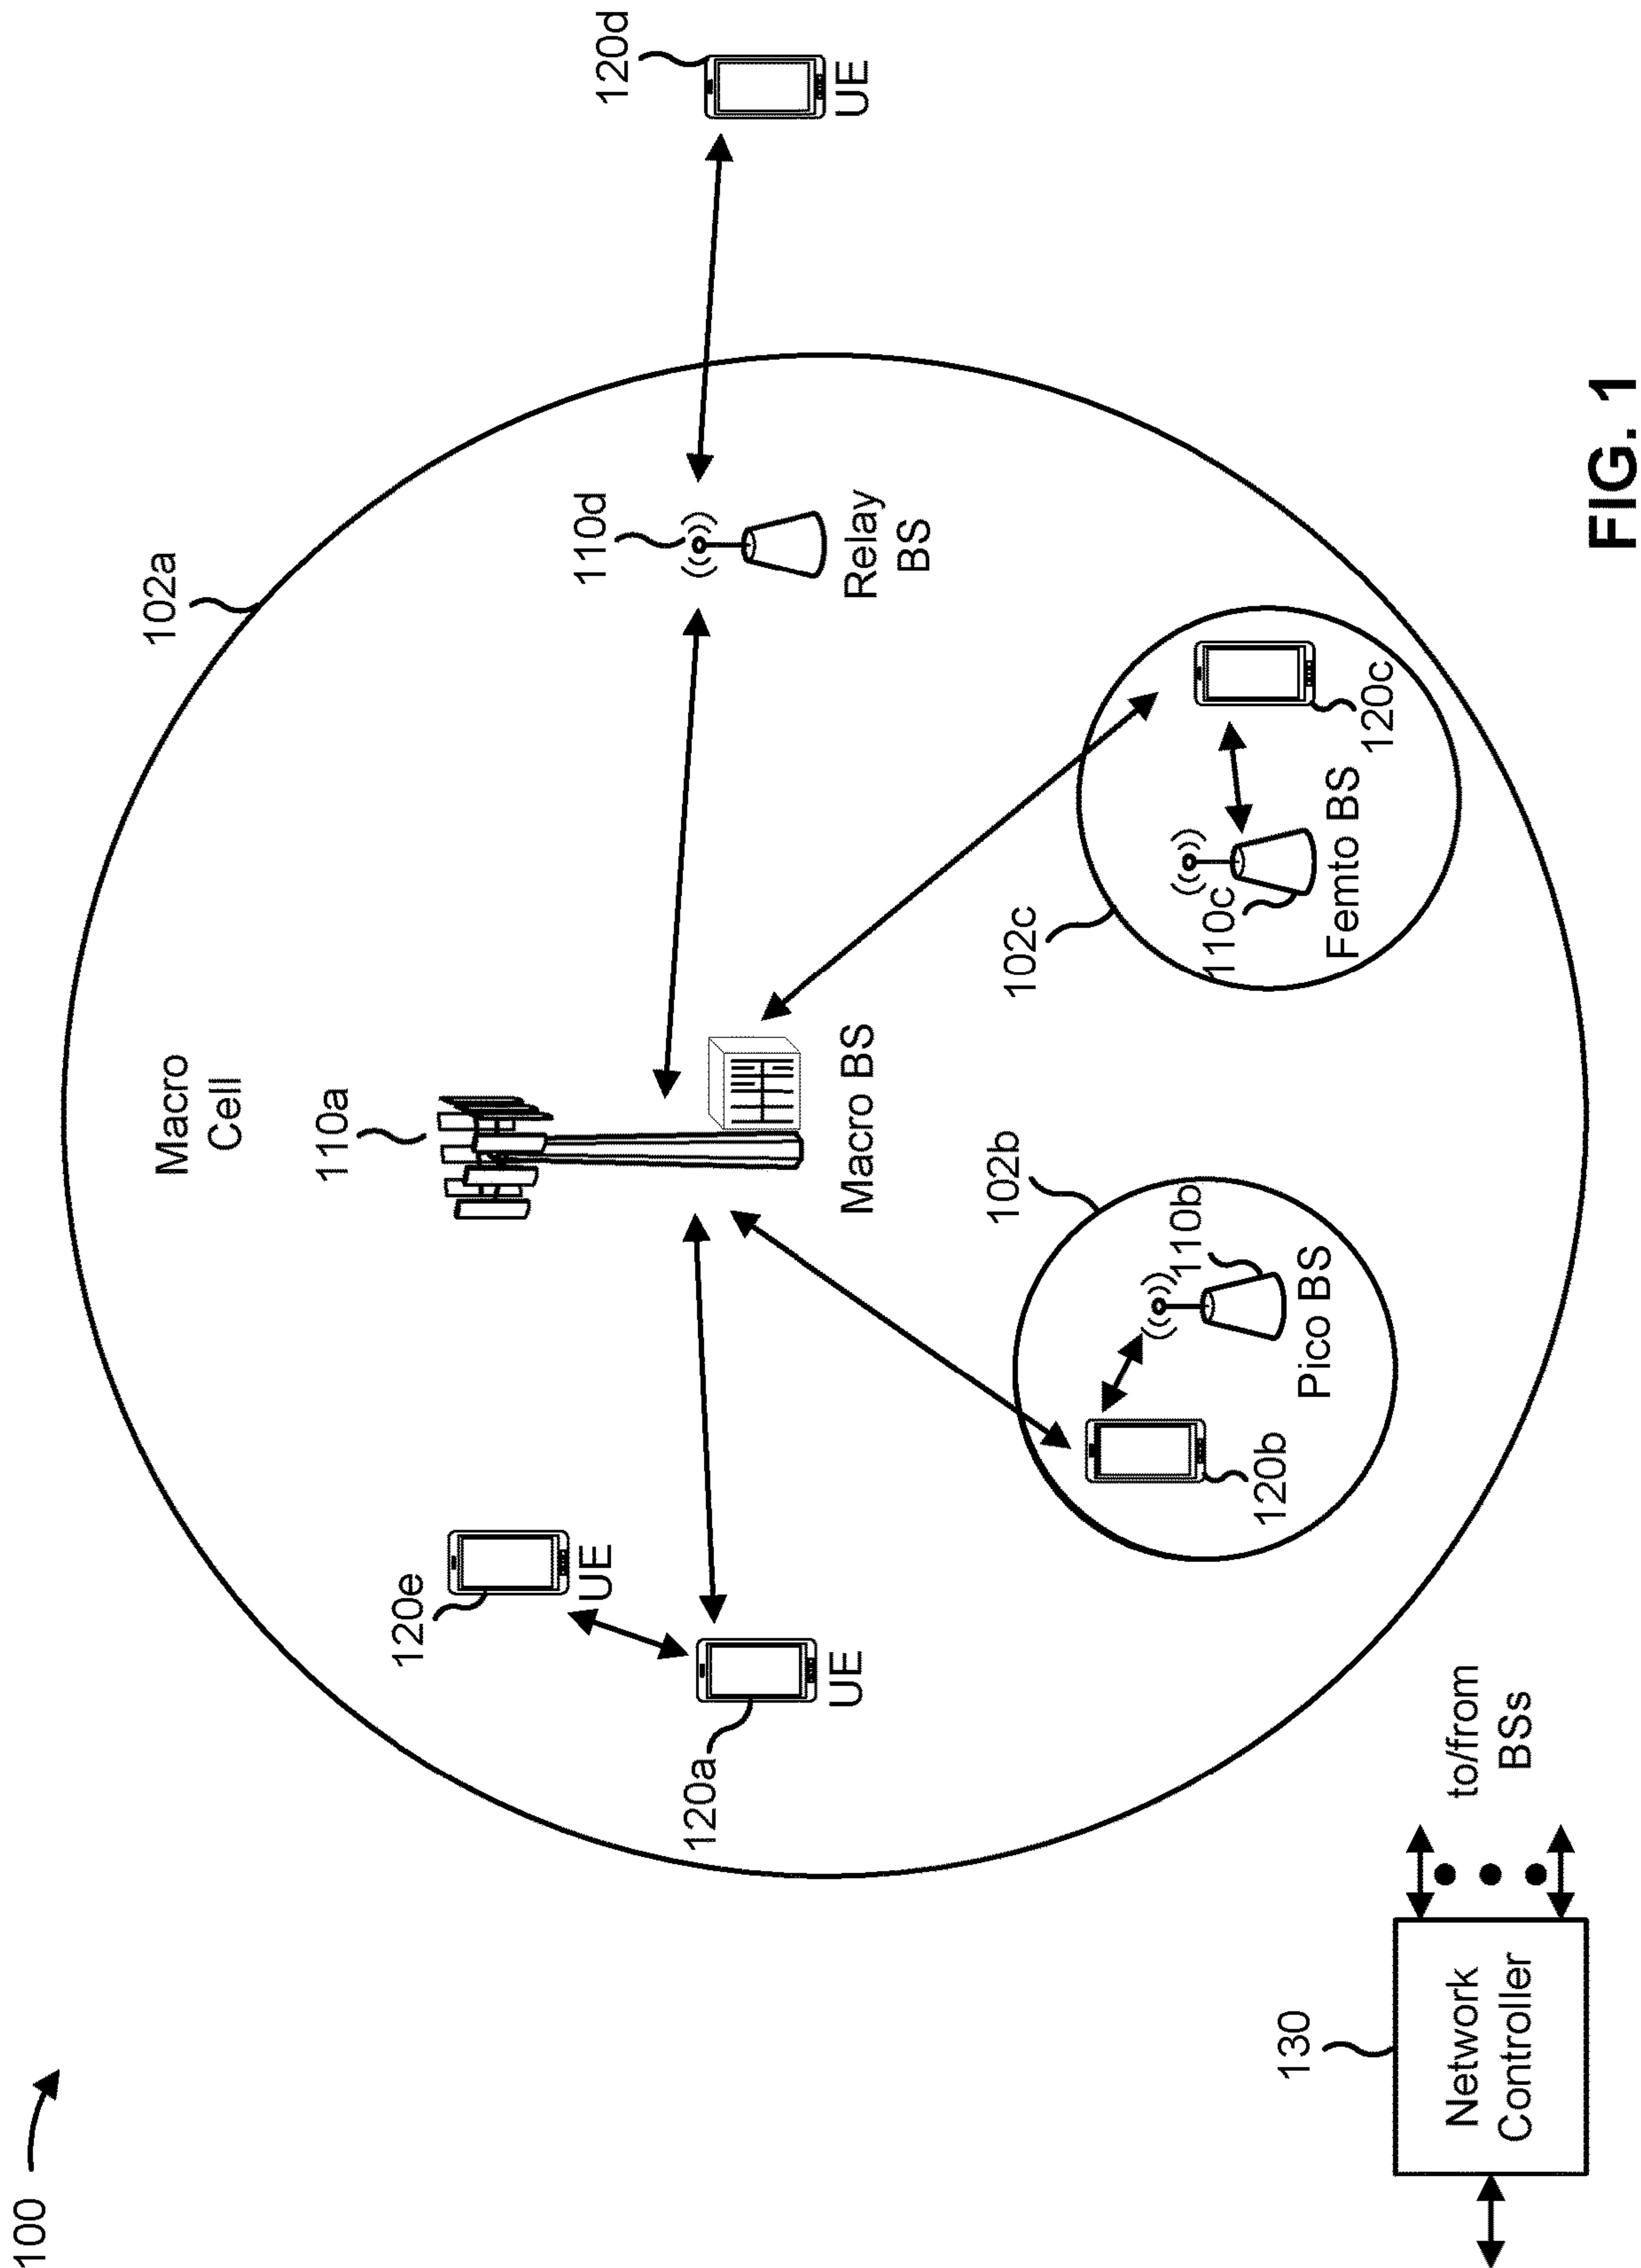 100
102a
Macro
Cell
110a
120d
UE
110d
Relay
BS
120e
UE
120a
UE
Macro BS
102c
110c
Femto BS
120c
102b
110b
Pico BS
120b
130
Network
Controller
to/from
BSs
FIG. 1